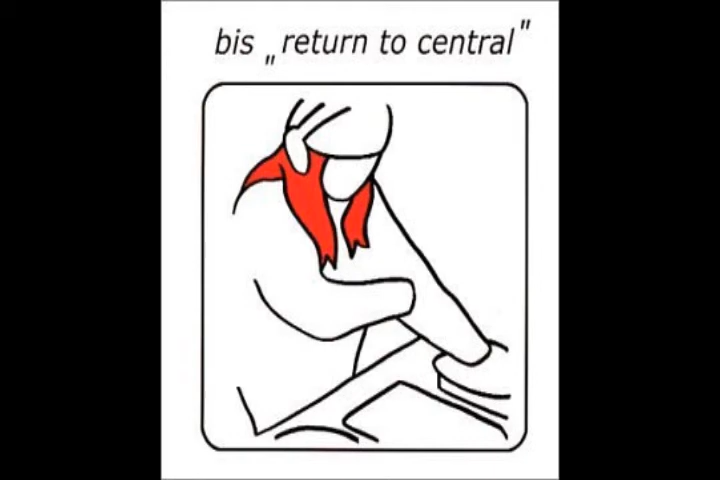 bis „return to central"